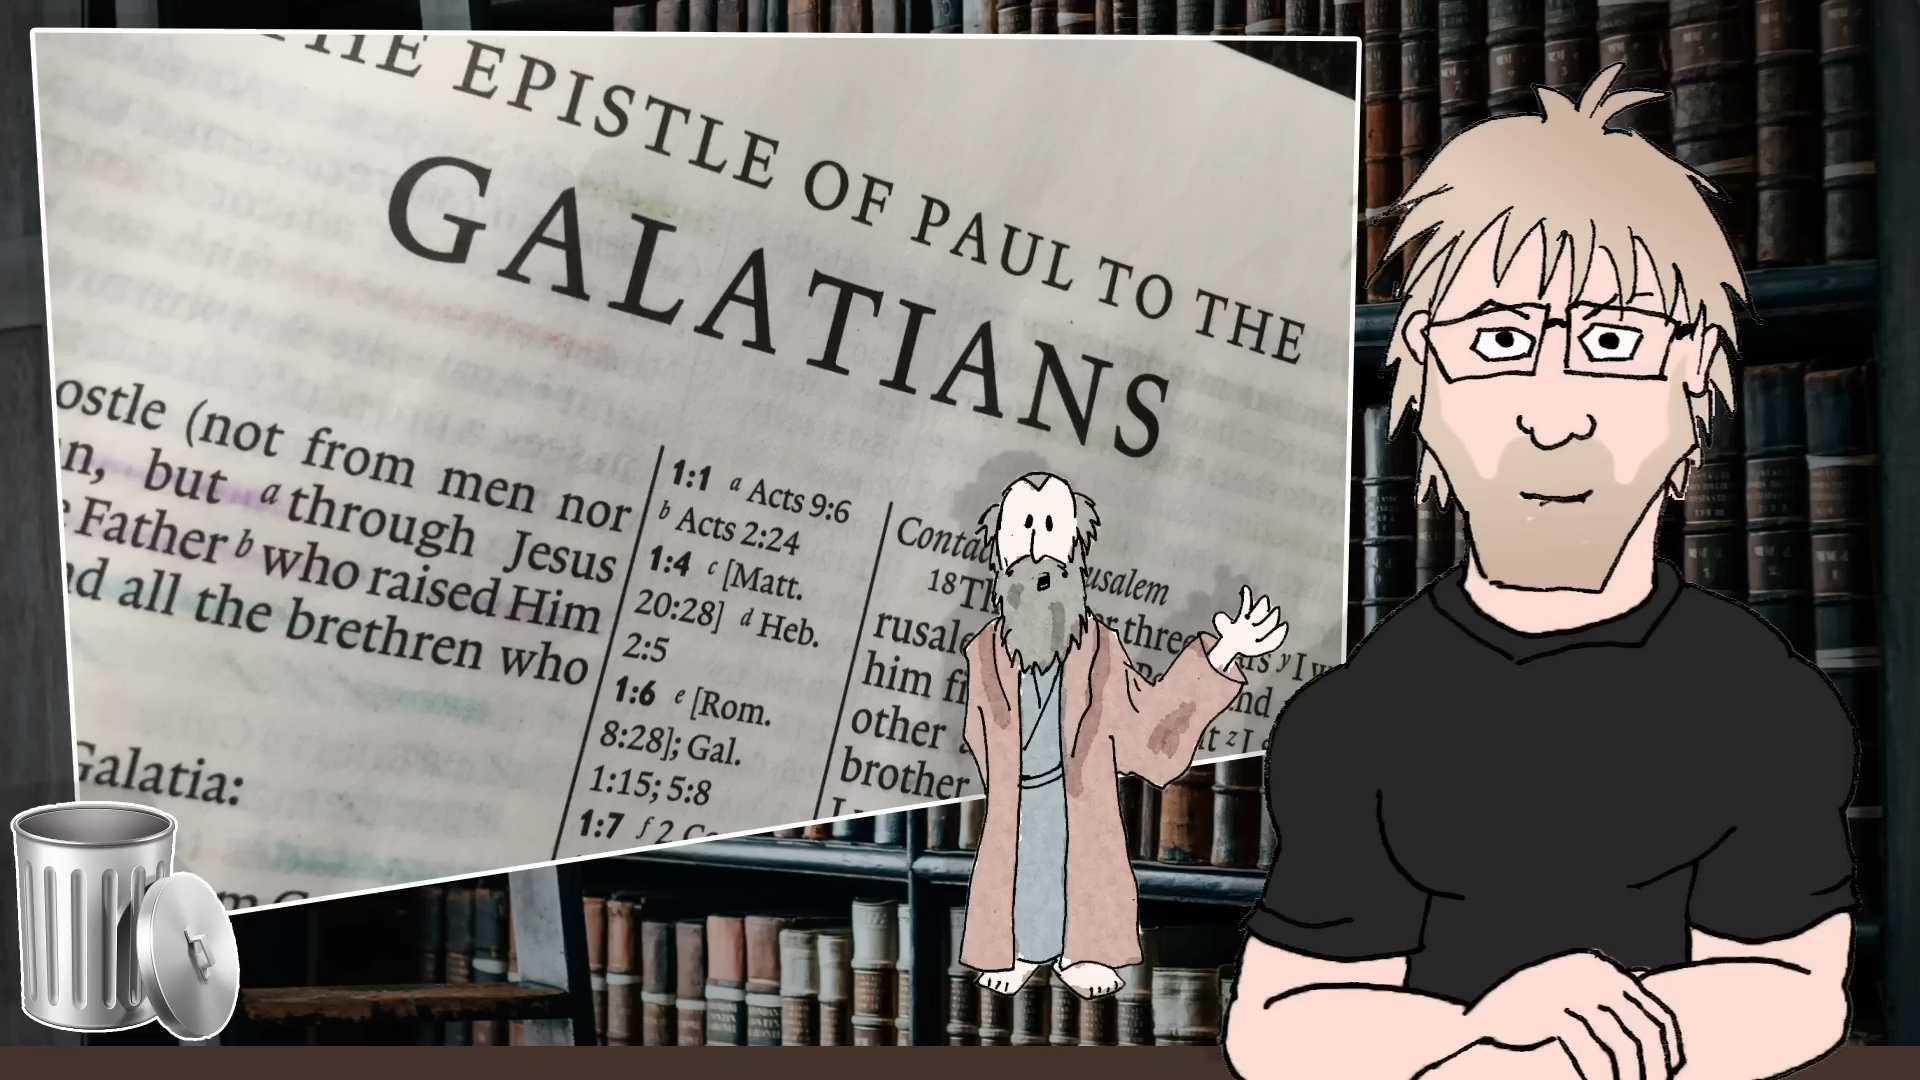 THE EPISTLE OF PAUL TO THE
GALATIANS
ostle (not from men nor
n, but a through Jesus
Father b who raised Him
d all the brethren who
Galatia:
1:1 a Acts 9:6
b Acts 2:24
1:4 c [Matt.
20:28] d Heb.
2:5
1:6 e [Rom.
8:28]; Gal.
1:15; 5:8
1:7 f 2
Contac usalem
18 Th r three y I w
rusale
him fi
other z I
brother